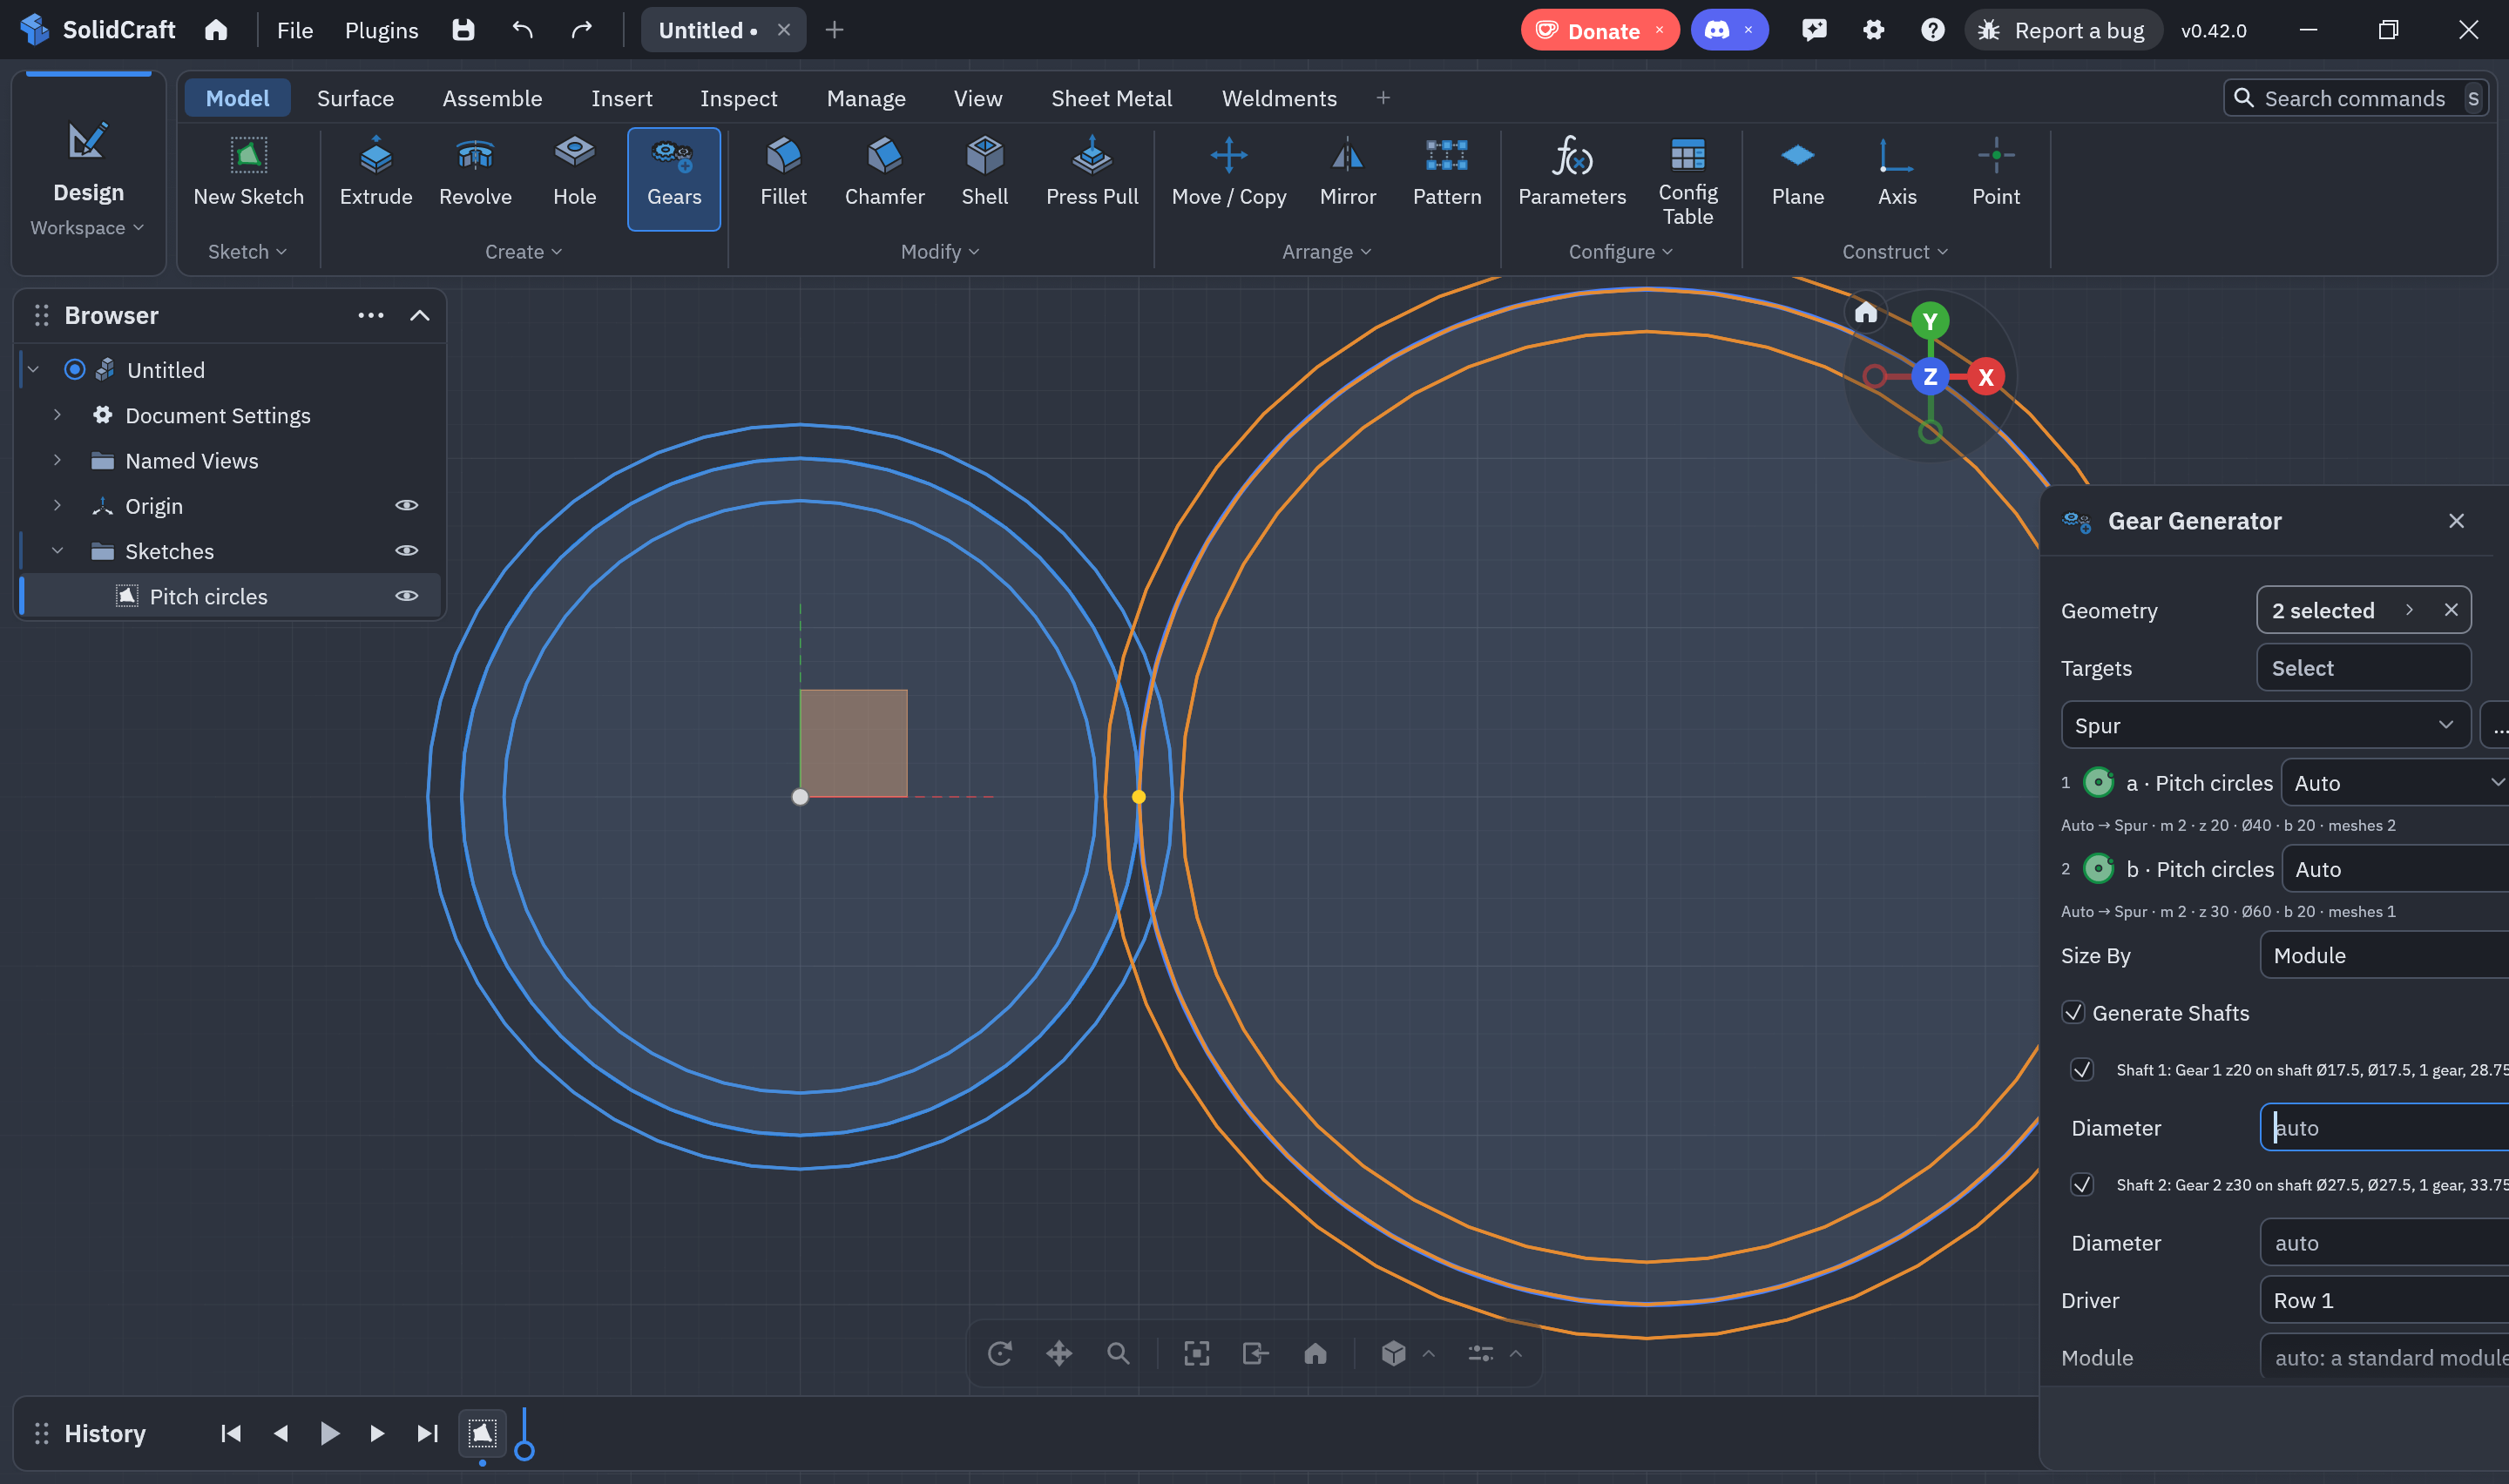 SolidCraft File Plugins Untitled • Donate Report a bug v0.42.0
Design
Workspace
Model Surface Assemble Insert Inspect Manage View Sheet Metal Weldments Search commands S
New Sketch Extrude Revolve Hole Gears Fillet Chamfer Shell Press Pull Move / Copy Mirror Pattern Parameters Config Table Plane Axis Point
Sketch Create Modify Arrange Configure Construct
Browser
Untitled
Document Settings
Named Views
Origin
Sketches
Pitch circles
Y
Z X
Gear Generator
Geometry 2 selected
Targets Select
Spur ...
1 a · Pitch circles Auto
Auto → Spur · m 2 · z 20 · Ø40 · b 20 · meshes 2
2 b · Pitch circles Auto
Auto → Spur · m 2 · z 30 · Ø60 · b 20 · meshes 1
Size By Module
Generate Shafts
Shaft 1: Gear 1 z20 on shaft Ø17.5, Ø17.5, 1 gear, 28.75
Diameter auto
Shaft 2: Gear 2 z30 on shaft Ø27.5, Ø27.5, 1 gear, 33.75
Diameter auto
Driver Row 1
Module auto: a standard module
History